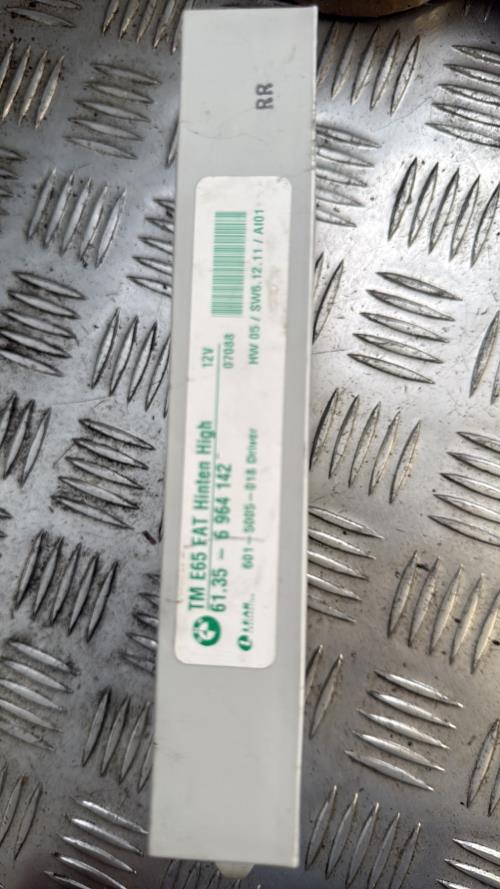 RR
TM E65 FAT Hinten High 12V
61.35 - 6 964 142 07088
LEAR 601-5005-018 Driver HW 05 / SW6.12.11 / AI01